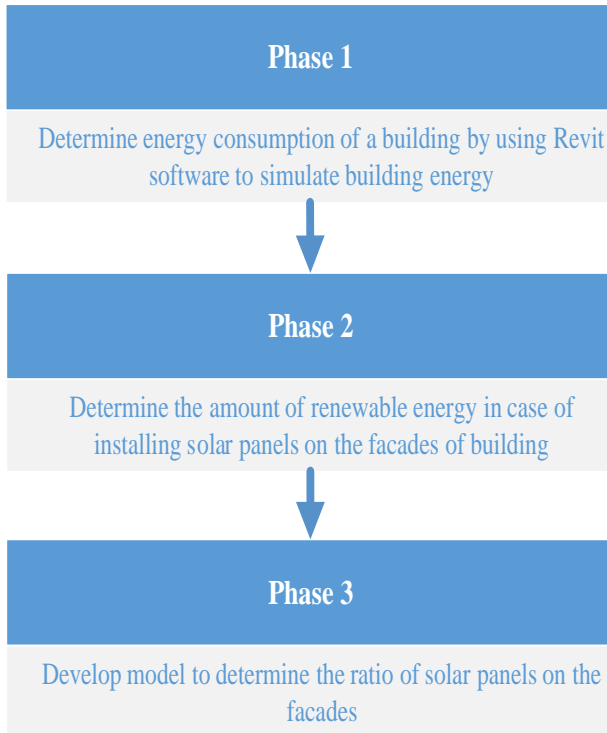 Phase 1
Determine energy consumption of a building by using Revit
software to simulate building energy
Phase 2
Determine the amount of renewable energy in case of
installing solar panels on the facades of building
Phase 3
Develop model to determine the ratio of solar panels on the
facades